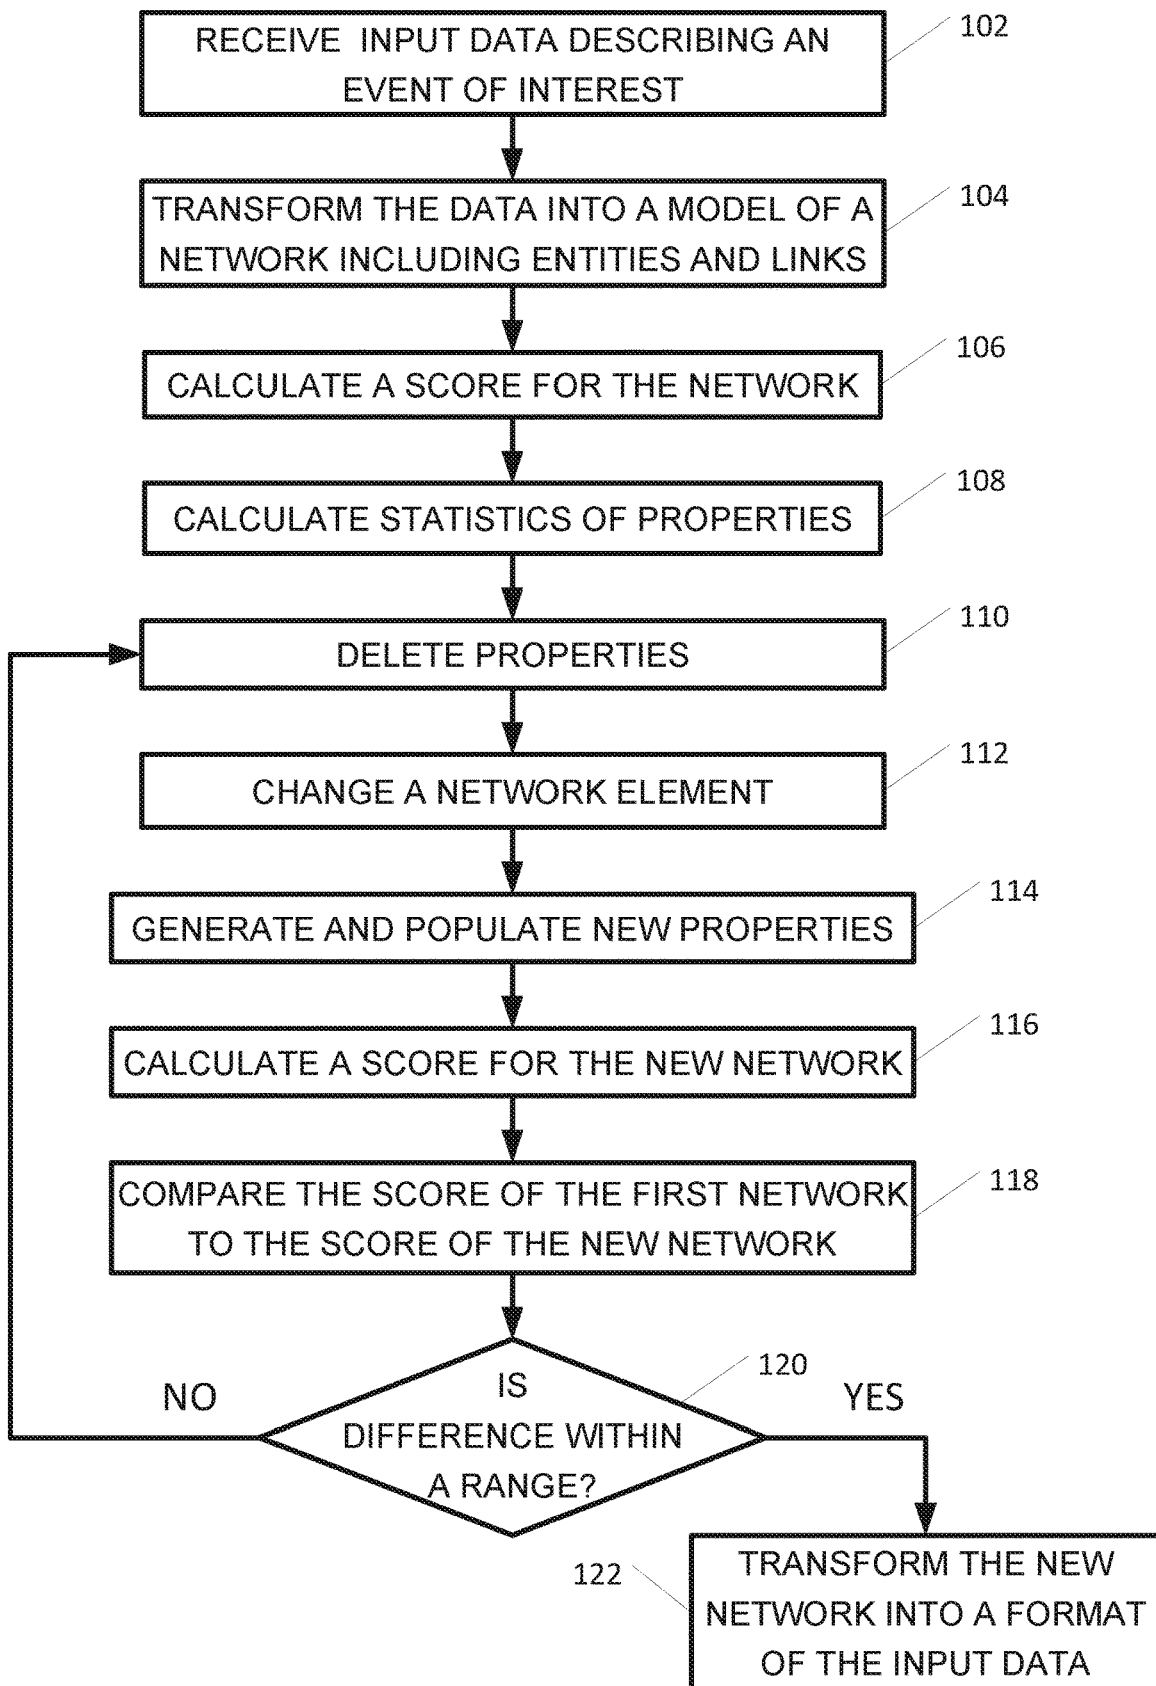 RECEIVE INPUT DATA DESCRIBING AN
EVENT OF INTEREST
102
TRANSFORM THE DATA INTO A MODEL OF A
NETWORK INCLUDING ENTITIES AND LINKS
104
CALCULATE A SCORE FOR THE NETWORK
106
CALCULATE STATISTICS OF PROPERTIES
108
DELETE PROPERTIES
110
CHANGE A NETWORK ELEMENT
112
GENERATE AND POPULATE NEW PROPERTIES
114
CALCULATE A SCORE FOR THE NEW NETWORK
116
COMPARE THE SCORE OF THE FIRST NETWORK
TO THE SCORE OF THE NEW NETWORK
118
IS
DIFFERENCE WITHIN
A RANGE?
120
NO
YES
TRANSFORM THE NEW
NETWORK INTO A FORMAT
OF THE INPUT DATA
122